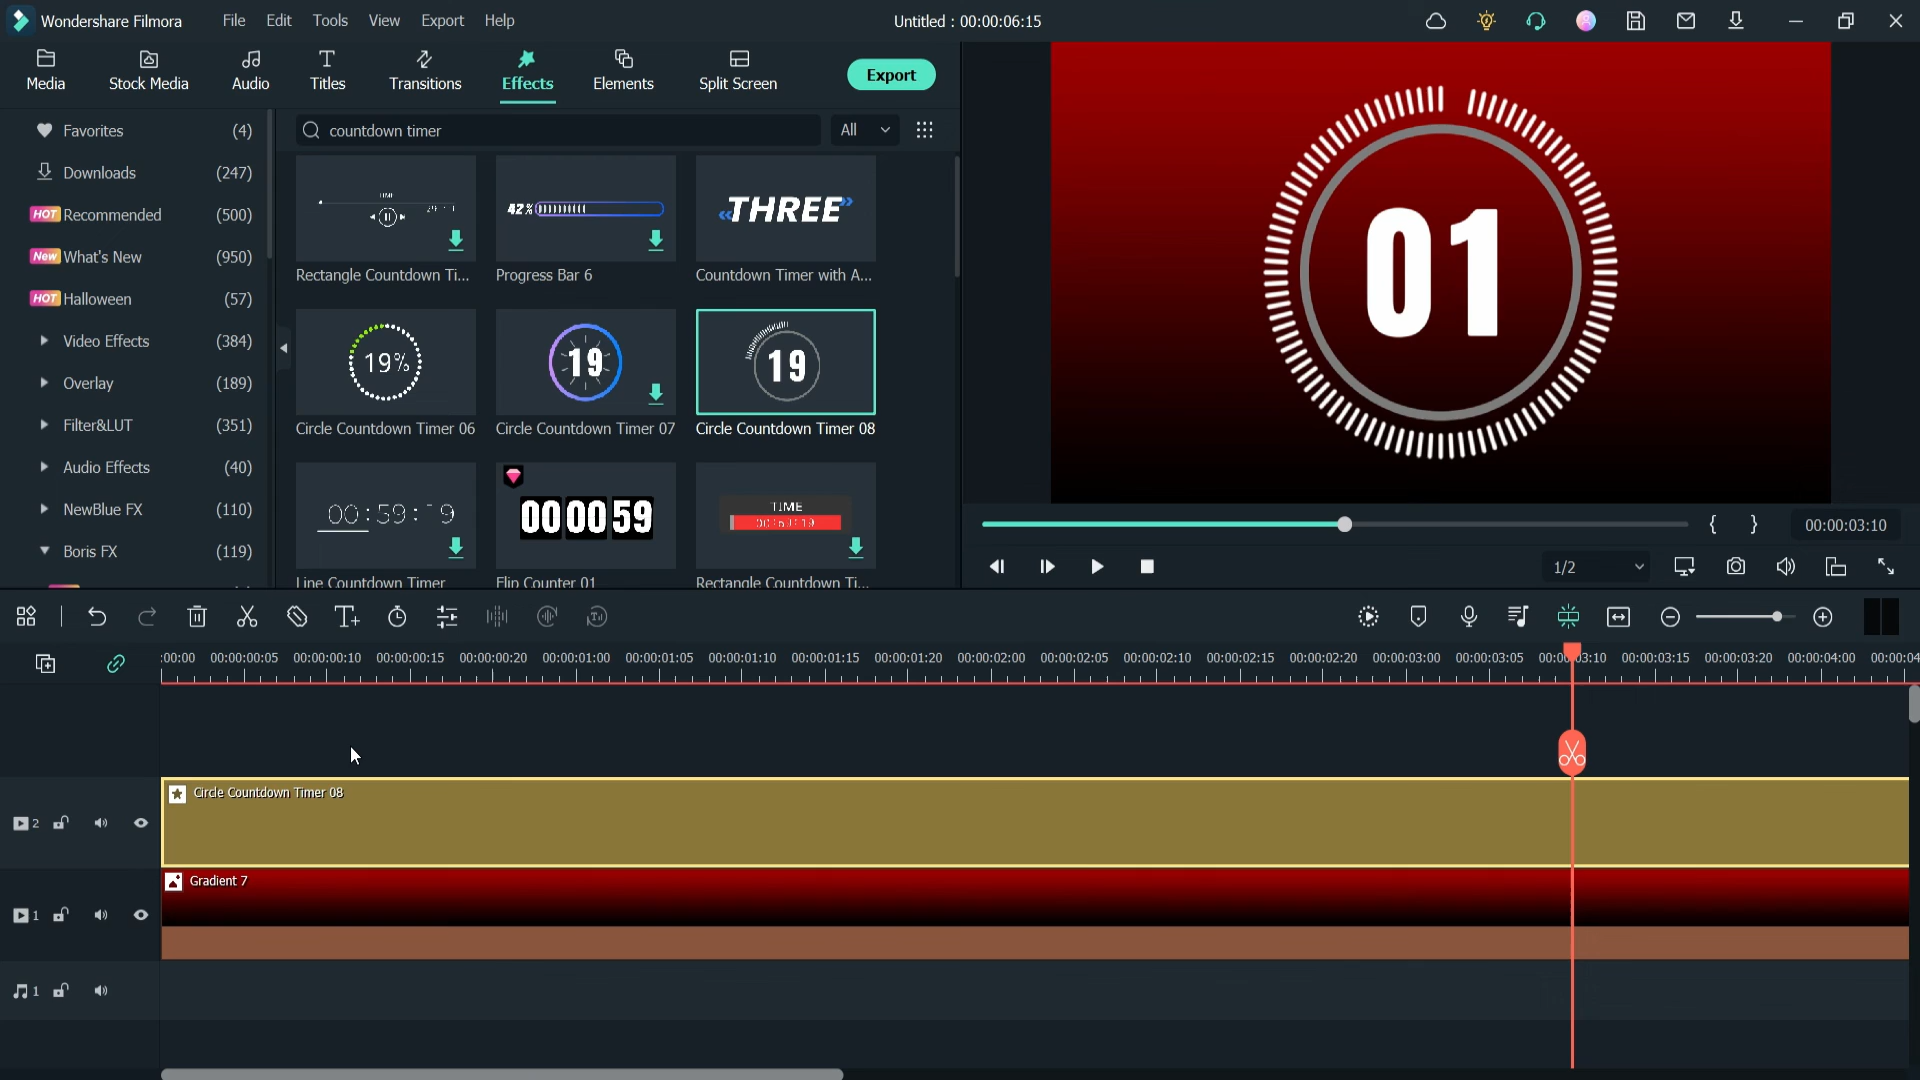 Wondershare Filmora File Edit Tools View Export Help Untitled : 00:00:06:15
Media Stock Media Audio Titles Transitions Effects Elements Split Screen Export
Favorites (4)
Downloads (247)
HOT Recommended (500)
New What's New (950)
HOT Halloween (57)
Video Effects (384)
Overlay (189)
Filter&LUT (351)
Audio Effects (40)
NewBlue FX (110)
Boris FX (119)
countdown timer All
TIME
42%
«THREE»
Rectangle Countdown Ti... Progress Bar 6 Countdown Timer with A...
19% 19 19
Circle Countdown Timer 06 Circle Countdown Timer 07 Circle Countdown Timer 08
00:59:19 00 00 59 TIME
00:59:19
Line Countdown Timer Flip Counter 01 Rectangle Countdown Ti...
01
{ } 00:00:03:10
1/2
:00:00 00:00:00:05 00:00:00:10 00:00:00:15 00:00:00:20 00:00:01:00 00:00:01:05 00:00:01:10 00:00:01:15 00:00:01:20 00:00:02:00 00:00:02:05 00:00:02:10 00:00:02:15 00:00:02:20 00:00:03:00 00:00:03:05 00:00:03:10 00:00:03:15 00:00:03:20 00:00:04:00 00:00:04
Circle Countdown Timer 08
2
Gradient 7
1
1